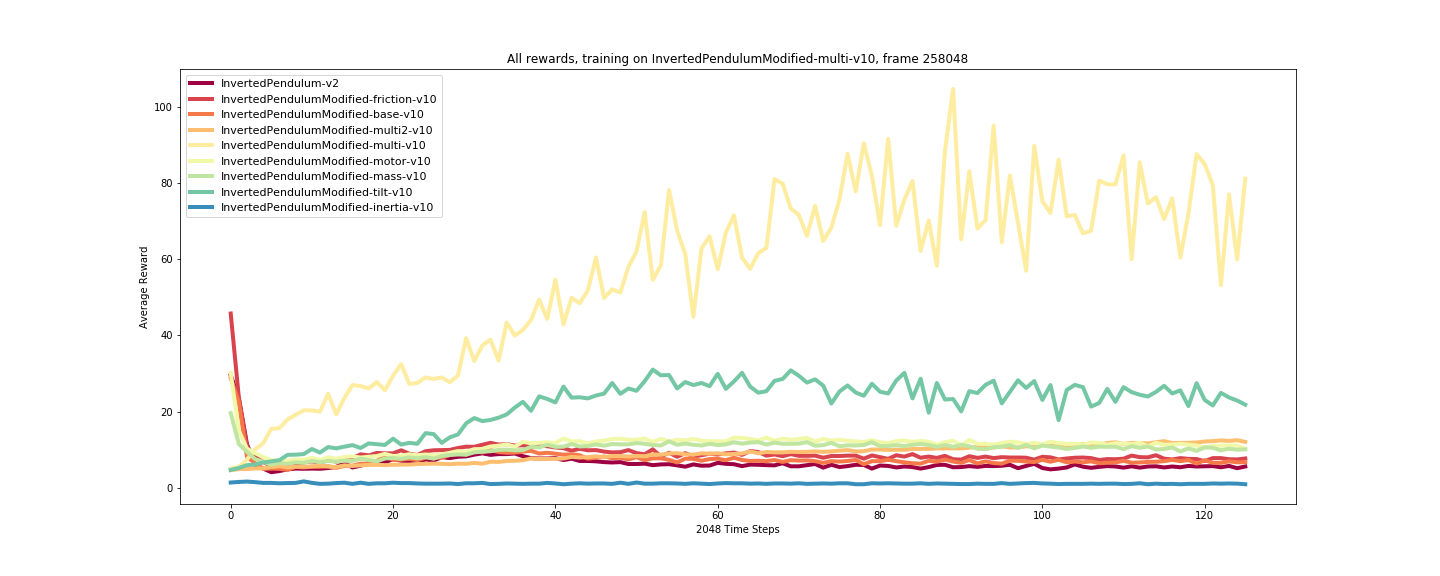 All rewards, training on InvertedPendulumModified-multi-v10, frame 258048
InvertedPendulum-v2
InvertedPendulumModified-friction-v10
InvertedPendulumModified-base-v10
InvertedPendulumModified-multi2-v10
InvertedPendulumModified-multi-v10
InvertedPendulumModified-motor-v10
InvertedPendulumModified-mass-v10
InvertedPendulumModified-tilt-v10
InvertedPendulumModified-inertia-v10
Average Reward
100
80
60
40
20
0
0 20 40 60 80 100 120
2048 Time Steps